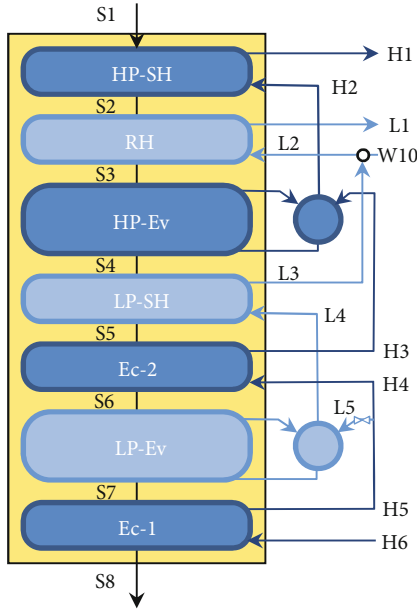 S1
H1
HP-SH
H2
S2
L1
RH
L2
W10
S3
HP-Ev
S4
L3
LP-SH
L4
S5
H3
Ec-2
H4
S6
L5
LP-Ev
S7
H5
Ec-1
H6
S8